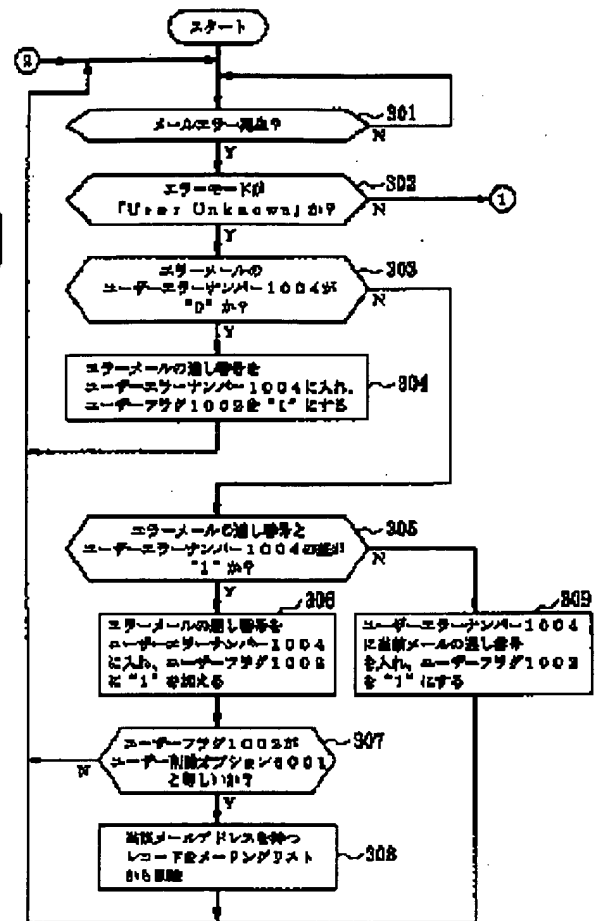 スタート
2
メールエラー発生?
301
N
Y
エラーモードが
「User Unknown」か?
302
N
1
Y
エラーメールの
ユーザーエラーナンバー1004が
"0"か?
303
N
Y
エラーメールの通し番号を
ユーザーエラーナンバー1004に入れ、
ユーザーフラグ1002を"1"にする
304
エラーメールの通し番号と
ユーザーエラーナンバー1004の差が
"1"か?
305
N
Y
306
エラーメールの通し番号を
ユーザーエラーナンバー1004
に入れ、ユーザーフラグ1002
に"1"を加える
309
ユーザーエラーナンバー1004
に当該メールの通し番号
を入れ、ユーザーフラグ1002
を"1"にする
ユーザーフラグ1002が
ユーザー削除オプション
と等しいか?
307
N
Y
当該メールアドレスを持つ
レコードをメーリングリスト
から削除
308